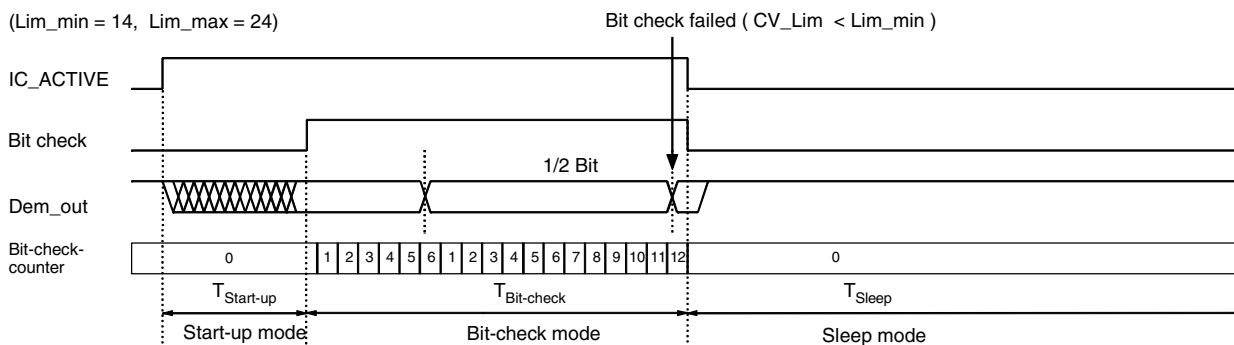 (Lim_min = 14, Lim_max = 24)
Bit check failed ( CV_Lim < Lim_min )
IC_ACTIVE
Bit check
1/2 Bit
Dem_out
Bit-check-
counter
0 1 2 3 4 5 6 1 2 3 4 5 6 7 8 9 10 11 12 0
TStart-up TBit-check TSleep
Start-up mode Bit-check mode Sleep mode